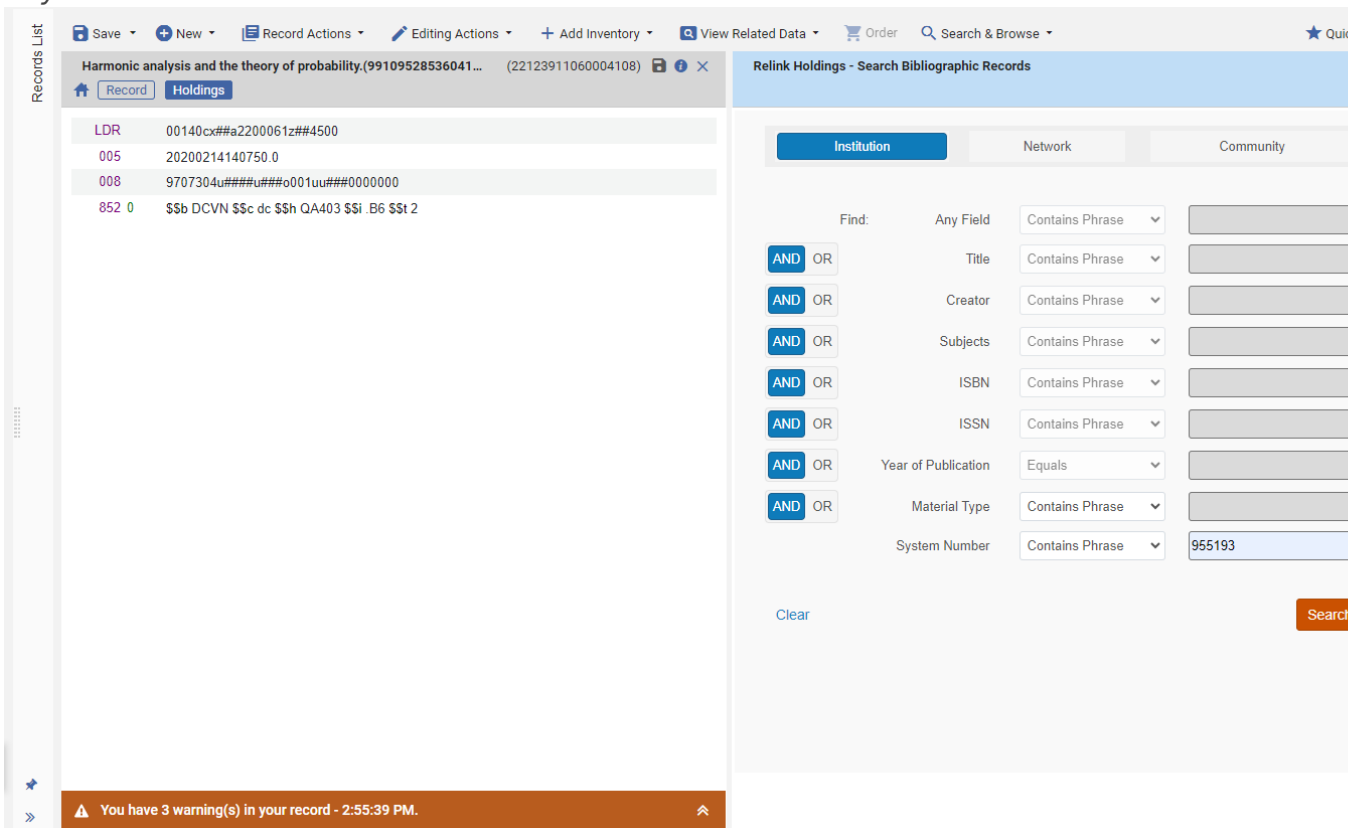 Records List
Save New Record Actions Editing Actions + Add Inventory View Related Data Order Search & Browse
Harmonic analysis and the theory of probability.(99109528536041... (22123911060004108)
Record Holdings
LDR 00140cx##a2200061z##4500
005 20200214140750.0
008 9707304u####u###o001uu###0000000
852 0 $$b DCVN $$c dc $$h QA403 $$i .B6 $$t 2
You have 3 warning(s) in your record - 2:55:39 PM.
Relink Holdings - Search Bibliographic Records
Institution Network Community
Find: Any Field Contains Phrase
AND OR Title Contains Phrase
AND OR Creator Contains Phrase
AND OR Subjects Contains Phrase
AND OR ISBN Contains Phrase
AND OR ISSN Contains Phrase
AND OR Year of Publication Equals
AND OR Material Type Contains Phrase
System Number Contains Phrase 955193
Clear Search